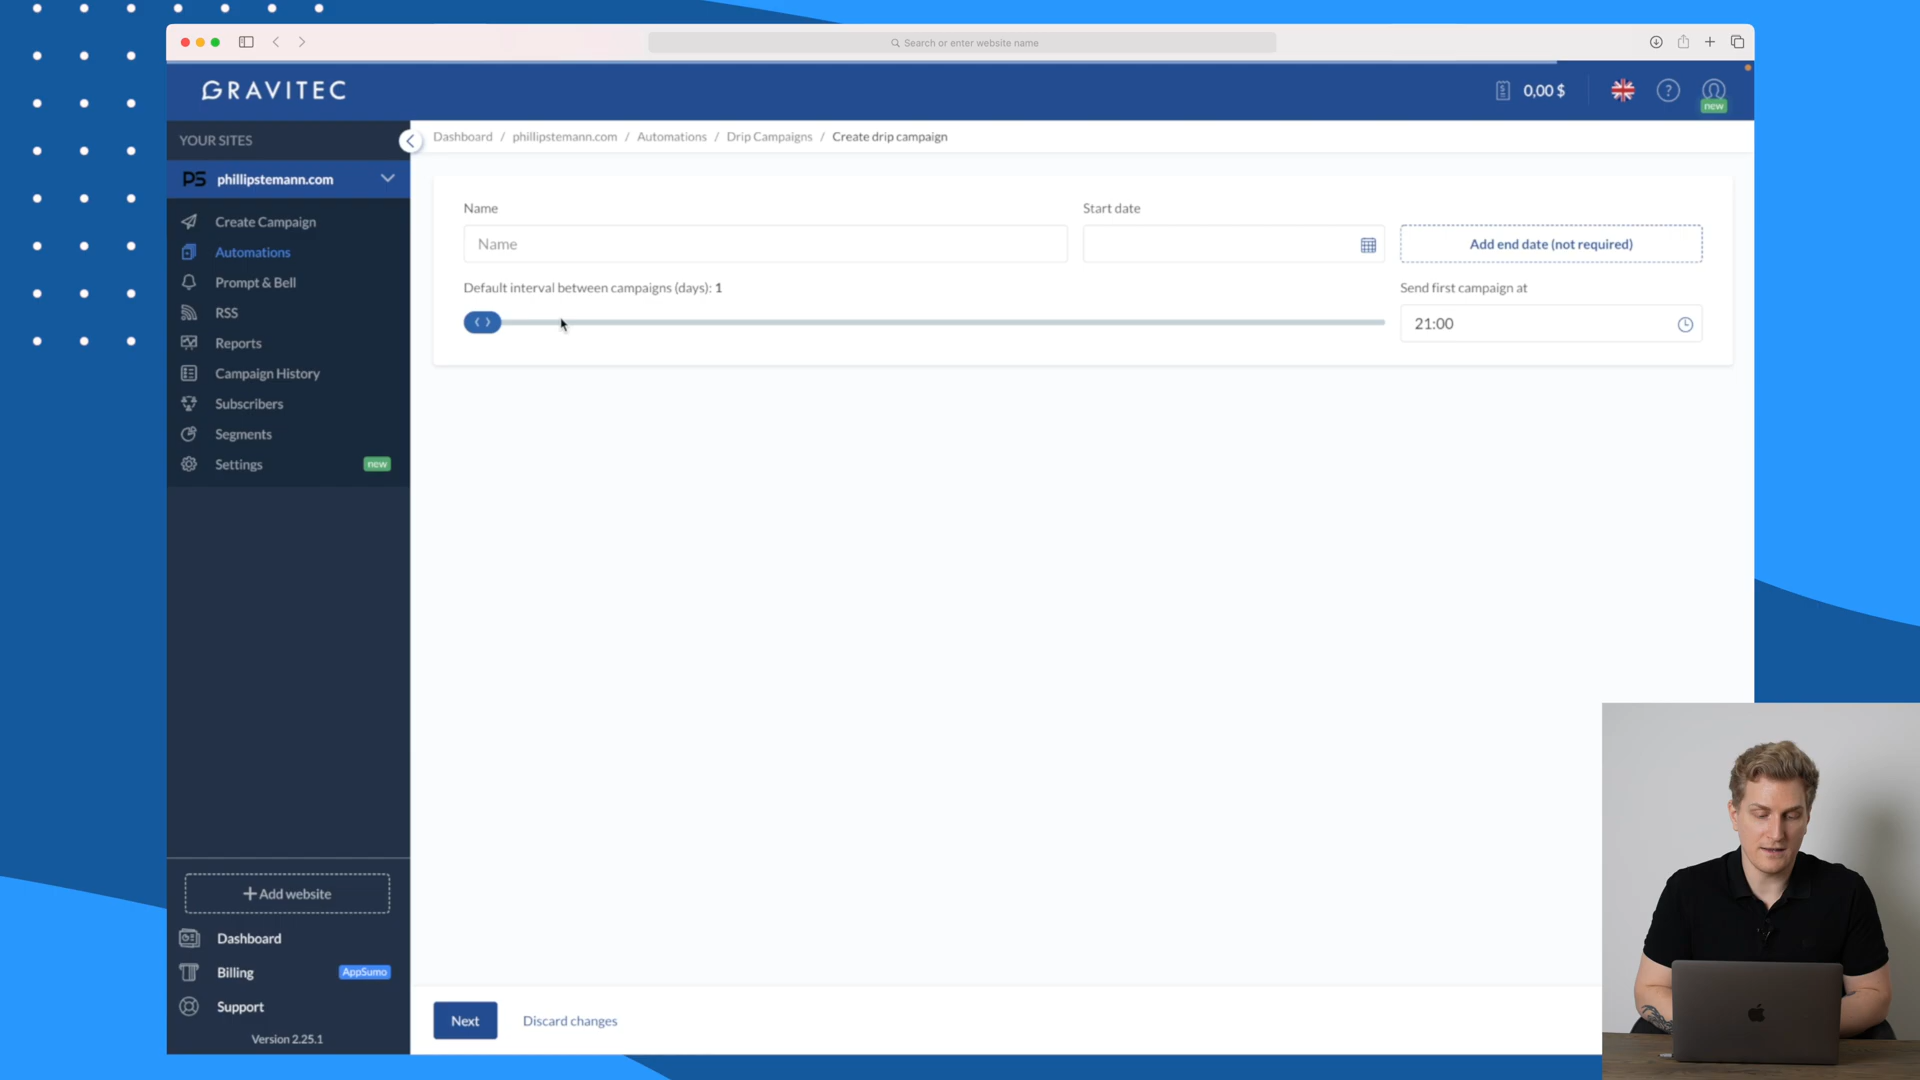 Search or enter website name
GRAVITEC
0,00 $
?
new
YOUR SITES
PS phillipstemann.com
Create Campaign
Automations
Prompt & Bell
RSS
Reports
Campaign History
Subscribers
Segments
Settings new
Dashboard / phillipstemann.com / Automations / Drip Campaigns / Create drip campaign
Name
Start date
Name
Add end date (not required)
Default interval between campaigns (days): 1
Send first campaign at
21:00
+ Add website
Dashboard
Billing AppSumo
Support
Version 2.25.1
Next
Discard changes